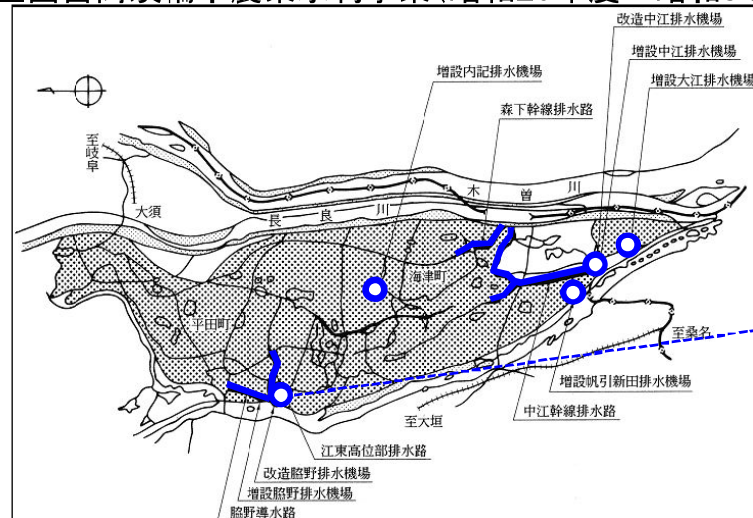 改造中江排水機場
増設中江排水機場
増設内記排水機場
増設大江排水機場
森下幹線排水路
至岐阜
大須
木曽川
長良川
海津町
平田町
至桑名
増設帆引新田排水機場
中江幹線排水路
至大垣
江東高位部排水路
改造脇野排水機場
増設脇野排水機場
脇野導水路